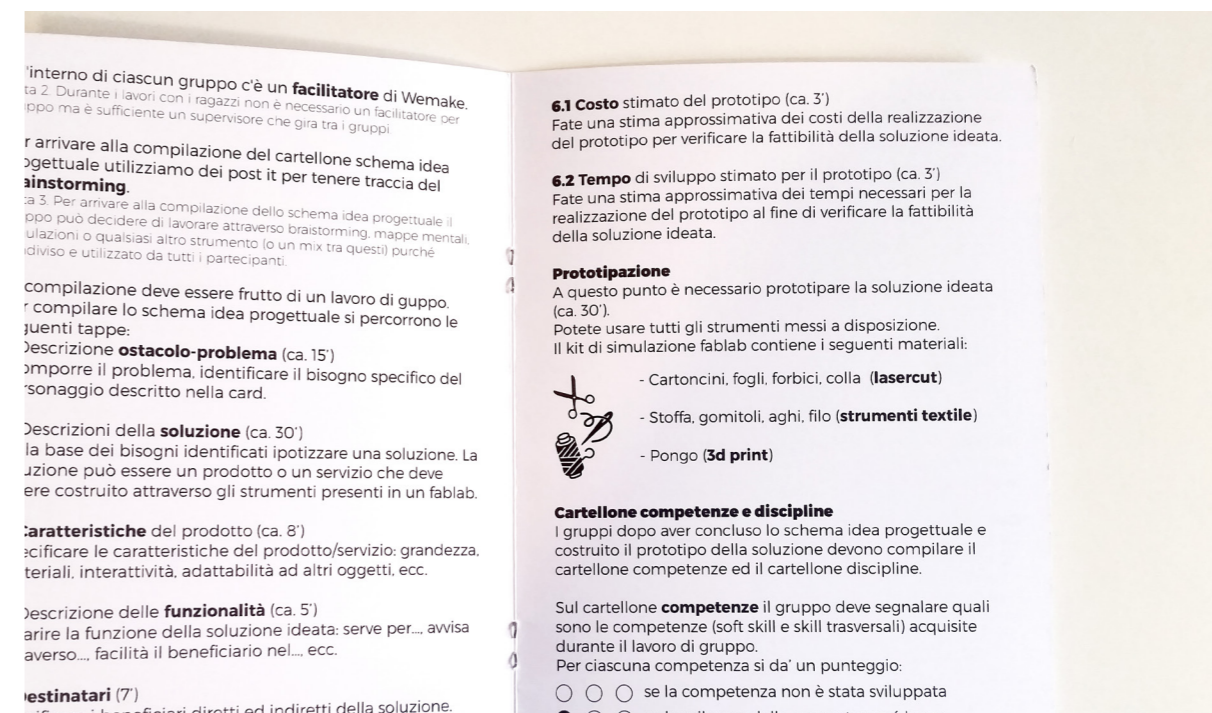 'interno di ciascun gruppo c'è un facilitatore di Wemake.
ta 2. Durante i lavori con i ragazzi non è necessario un facilitatore per
ppo ma è sufficiente un supervisore che gira tra i gruppi.
r arrivare alla compilazione del cartellone schema idea
ogettuale utilizziamo dei post it per tenere traccia del
ainstorming.
ta 3. Per arrivare alla compilazione dello schema idea progettuale il
ppo può decidere di lavorare attraverso braistorming, mappe mentali,
ulazioni o qualsiasi altro strumento (o un mix tra questi) purché
diviso e utilizzato da tutti i partecipanti.
compilazione deve essere frutto di un lavoro di guppo.
r compilare lo schema idea progettuale si percorrono le
guenti tappe:
Descrizione ostacolo-problema (ca. 15')
omporre il problema, identificare il bisogno specifico del
rsonaggio descritto nella card.
Descrizioni della soluzione (ca. 30')
la base dei bisogni identificati ipotizzare una soluzione. La
uzione può essere un prodotto o un servizio che deve
ere costruito attraverso gli strumenti presenti in un fablab.
Caratteristiche del prodotto (ca. 8')
ecificare le caratteristiche del prodotto/servizio: grandezza,
teriali, interattività, adattabilità ad altri oggetti, ecc.
Descrizione delle funzionalità (ca. 5')
arire la funzione della soluzione ideata: serve per..., avvisa
averso..., facilità il beneficiario nel..., ecc.
estinatari (7')
beneficiari diretti ed indiretti della soluzione.
6.1 Costo stimato del prototipo (ca. 3')
Fate una stima approssimativa dei costi della realizzazione
del prototipo per verificare la fattibilità della soluzione ideata.
6.2 Tempo di sviluppo stimato per il prototipo (ca. 3')
Fate una stima approssimativa dei tempi necessari per la
realizzazione del prototipo al fine di verificare la fattibilità
della soluzione ideata.
Prototipazione
A questo punto è necessario prototipare la soluzione ideata
(ca. 30').
Potete usare tutti gli strumenti messi a disposizione.
Il kit di simulazione fablab contiene i seguenti materiali:
- Cartoncini, fogli, forbici, colla (lasercut)
- Stoffa, gomitoli, aghi, filo (strumenti textile)
- Pongo (3d print)
Cartellone competenze e discipline
I gruppi dopo aver concluso lo schema idea progettuale e
costruito il prototipo della soluzione devono compilare il
cartellone competenze ed il cartellone discipline.
Sul cartellone competenze il gruppo deve segnalare quali
sono le competenze (soft skill e skill trasversali) acquisite
durante il lavoro di gruppo.
Per ciascuna competenza si da' un punteggio:
se la competenza non è stata sviluppata